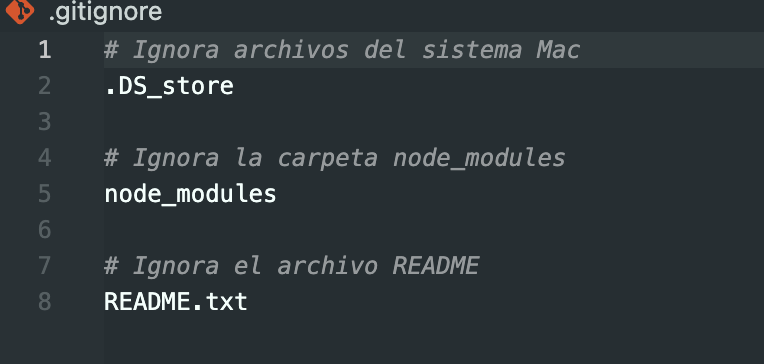 .gitignore
1 # Ignora archivos del sistema Mac
2 .DS_store
3
4 # Ignora la carpeta node_modules
5 node_modules
6
7 # Ignora el archivo README
8 README.txt